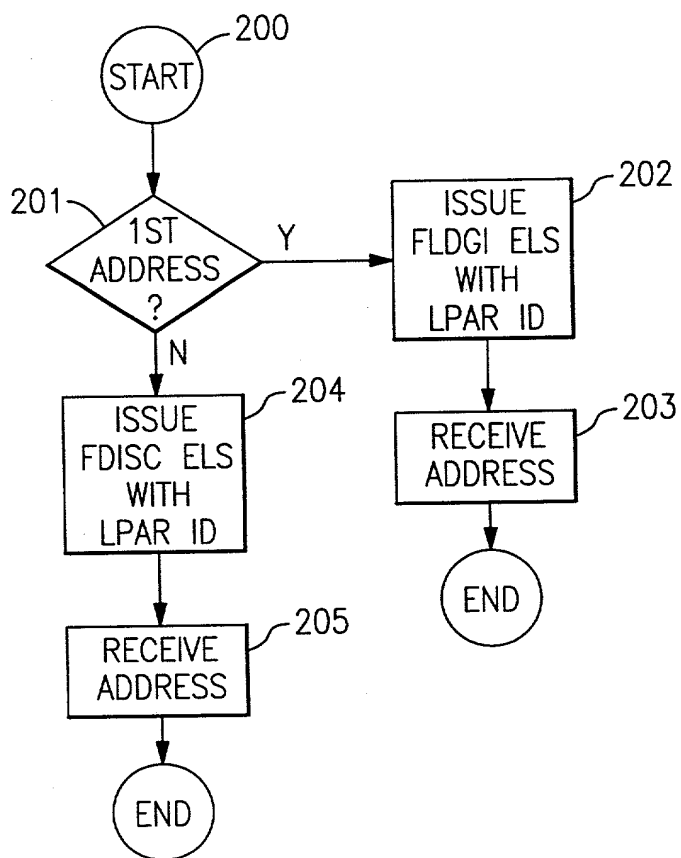 200
START
201
1ST
ADDRESS
?
Y
N
202
ISSUE
FLDGI ELS
WITH
LPAR ID
203
RECEIVE
ADDRESS
END
204
ISSUE
FDISC ELS
WITH
LPAR ID
205
RECEIVE
ADDRESS
END